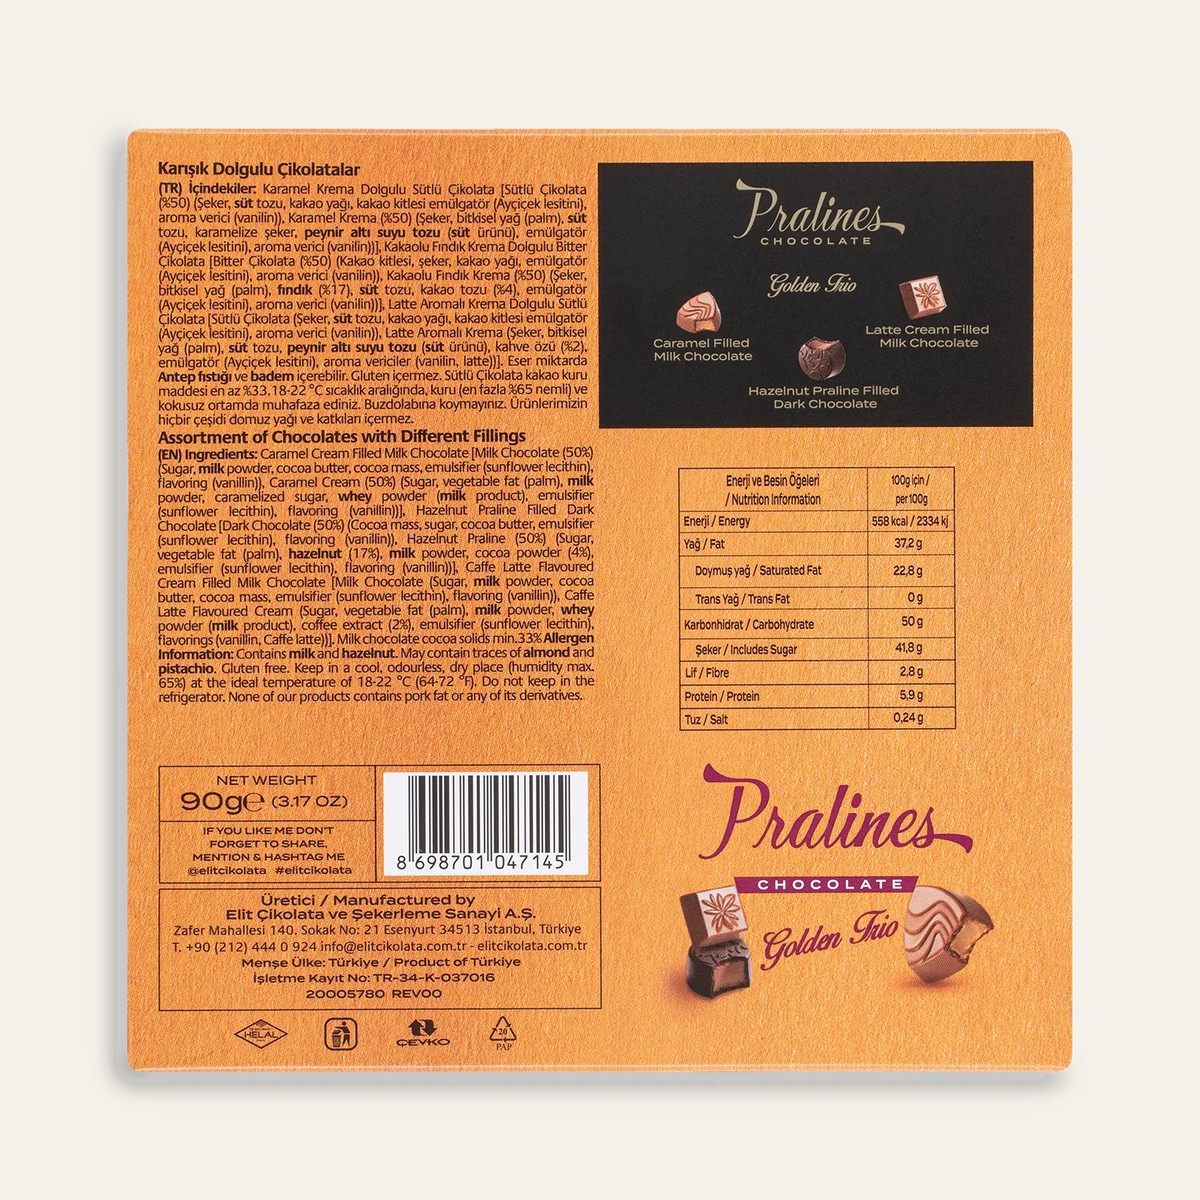 Karışık Dolgulu Çikolatalar
(TR) İçindekiler: Karamel Krema Dolgulu Sütlü Çikolata [Sütlü Çikolata
(%50) (Şeker, süt tozu, kakao yağı, kakao kitlesi emülgatör (Ayçiçek lesitini),
aroma verici (vanilin)), Karamel Krema (%50) (Şeker, bitkisel yağ (palm), süt
tozu, karamelize şeker, peynir altı suyu tozu (süt ürünü), emülgatör
(Ayçiçek lesitini), aroma verici (vanilin))], Kakaolu Fındık Krema Dolgulu Bitter
Çikolata [Bitter Çikolata (%50) (Kakao kitlesi, şeker, kakao yağı, emülgatör
(Ayçiçek lesitini), aroma verici (vanilin)), Kakaolu Fındık Krema (%50) (Şeker,
bitkisel yağ (palm), fındık (%17), süt tozu, kakao tozu (%4), emülgatör
(Ayçiçek lesitini), aroma verici (vanilin))], Latte Aromalı Krema Dolgulu Sütlü
Çikolata [Sütlü Çikolata (Şeker, süt tozu, kakao yağı, kakao kitlesi emülgatör
(Ayçiçek lesitini), aroma verici (vanilin)), Latte Aromalı Krema (Şeker, bitkisel
yağ (palm), süt tozu, peynir altı suyu tozu (süt ürünü), kahve özü (%2),
emülgatör (Ayçiçek lesitini), aroma vericiler (vanilin, latte))]. Eser miktarda
Antep fıstığı ve badem içerebilir. Gluten içermez. Sütlü Çikolata kakao kuru
maddesi en az %33. 18-22 °C sıcaklık aralığında, kuru (en fazla %65 nemli) ve
kokusuz ortamda muhafaza ediniz. Buzdolabına koymayınız. Ürünlerimizin
hiçbir çeşidi domuz yağı ve katkıları içermez.
Assortment of Chocolates with Different Fillings
(EN) Ingredients: Caramel Cream Filled Milk Chocolate [Milk Chocolate (50%)
(Sugar, milk powder, cocoa butter, cocoa mass, emulsifier (sunflower lecithin),
flavoring (vanillin)), Caramel Cream (50%) (Sugar, vegetable fat (palm), milk
powder, caramelized sugar, whey powder (milk product), emulsifier
(sunflower lecithin), flavoring (vanillin))], Hazelnut Praline Filled Dark
Chocolate [Dark Chocolate (50%) (Cocoa mass, sugar, cocoa butter, emulsifier
(sunflower lecithin), flavoring (vanillin)), Hazelnut Praline (50%) (Sugar,
vegetable fat (palm), hazelnut (17%), milk powder, cocoa powder (4%),
emulsifier (sunflower lecithin), flavoring (vanillin))], Caffe Latte Flavoured
Cream Filled Milk Chocolate [Milk Chocolate (Sugar, milk powder, cocoa
butter, cocoa mass, emulsifier (sunflower lecithin), flavoring (vanillin)), Caffe
Latte Flavoured Cream (Sugar, vegetable fat (palm), milk powder, whey
powder (milk product), coffee extract (2%), emulsifier (sunflower lecithin),
flavorings (vanillin, Caffe latte))]. Milk chocolate cocoa solids min.33% Allergen
Information: Contains milk and hazelnut. May contain traces of almond and
pistachio. Gluten free. Keep in a cool, odourless, dry place (humidity max.
65%) at the ideal temperature of 18-22 °C (64-72 °F). Do not keep in the
refrigerator. None of our products contains pork fat or any of its derivatives.
Pralines
CHOCOLATE
Golden Trio
Caramel Filled
Milk Chocolate
Latte Cream Filled
Milk Chocolate
Hazelnut Praline Filled
Dark Chocolate
Enerji ve Besin Öğeleri / Nutrition Information 100g için / per 100g
Enerji / Energy 558 kcal / 2334 kj
Yağ / Fat 37,2 g
Doymuş yağ / Saturated Fat 22,8 g
Trans Yağ / Trans Fat 0 g
Karbonhidrat / Carbohydrate 50 g
Şeker / Includes Sugar 41,8 g
Lif / Fibre 2,8 g
Protein / Protein 5,9 g
Tuz / Salt 0,24 g
NET WEIGHT
90g℮ (3.17 OZ)
IF YOU LIKE ME DON'T
FORGET TO SHARE,
MENTION & HASHTAG ME
@elitcikolata #elitcikolata
8 698701 047145
Üretici / Manufactured by
Elit Çikolata ve Şekerleme Sanayi A.Ş.
Zafer Mahallesi 140. Sokak No: 21 Esenyurt 34513 İstanbul, Türkiye
T. +90 (212) 444 0 924 info@elitcikolata.com.tr - elitcikolata.com.tr
Menşe Ülke: Türkiye / Product of Türkiye
İşletme Kayıt No: TR-34-K-037016
20005780 REV00
HELAL
ÇEVKO
20
PAP
Pralines
CHOCOLATE
Golden Trio